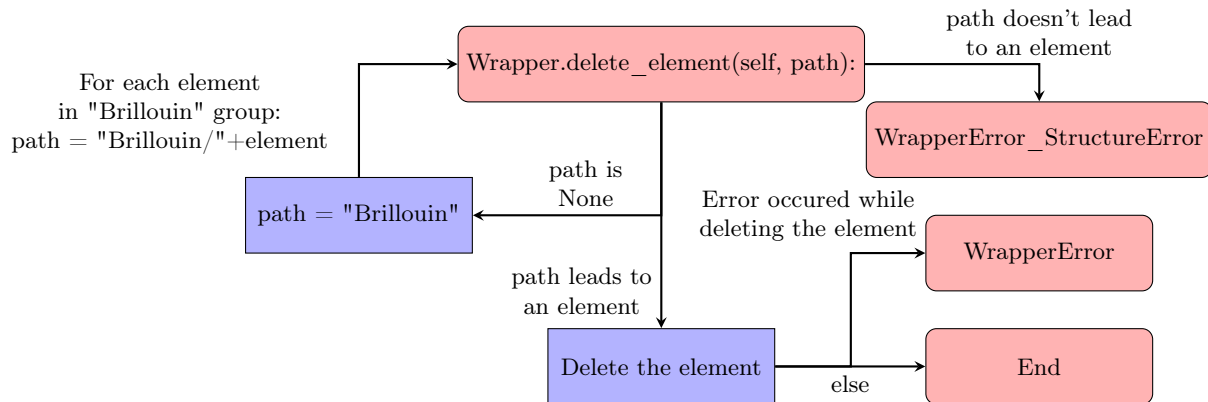 path doesn't lead
to an element
Wrapper.delete_element(self, path):
For each element
in "Brillouin" group:
path = "Brillouin/"+element
WrapperError_StructureError
path is
None
path = "Brillouin"
Error occured while
deleting the element
WrapperError
path leads to
an element
Delete the element
else
End